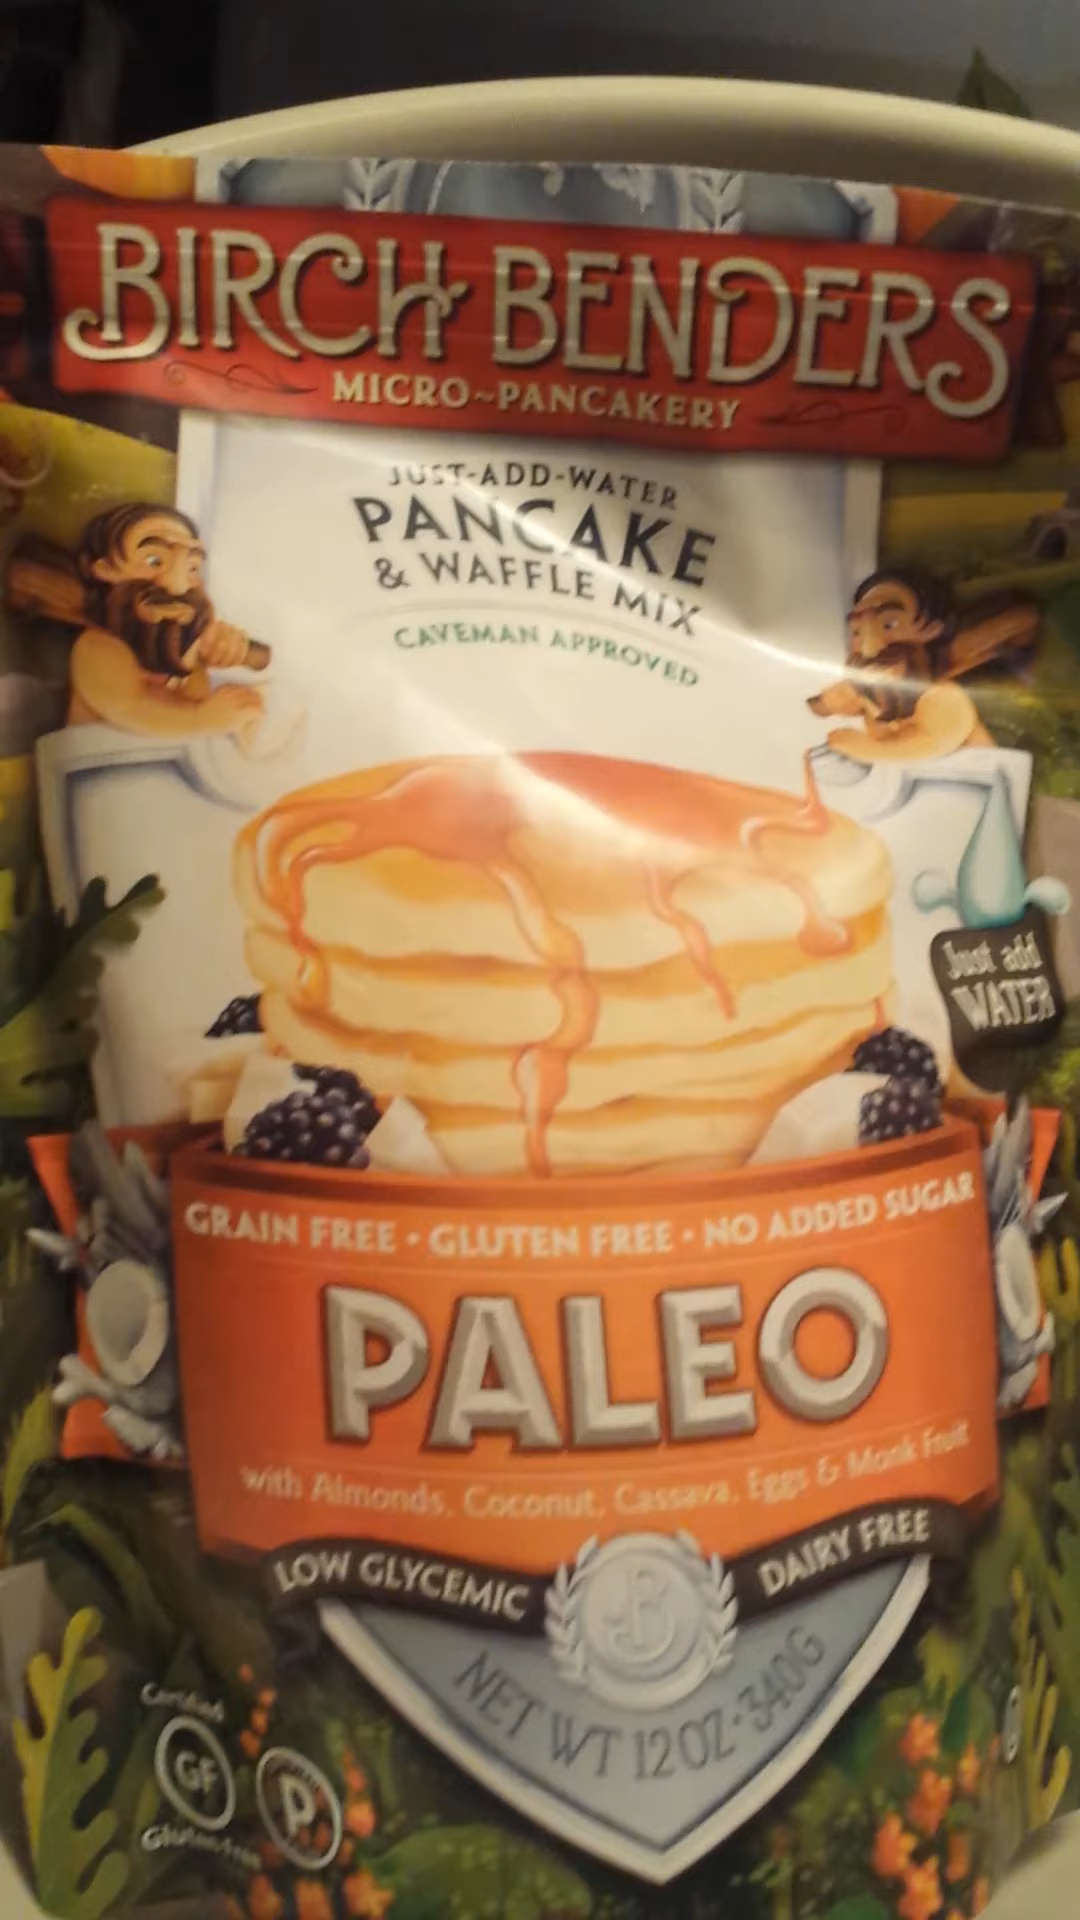 BIRCH BENDERS
MICRO~PANCAKERY
JUST-ADD-WATER
PANCAKE
& WAFFLE MIX
CAVEMAN APPROVED
Just add
WATER
GRAIN FREE • GLUTEN FREE • NO ADDED SUGAR
PALEO
with Almonds, Coconut, Cassava, Eggs & Monk Fruit
LOW GLYCEMIC
DAIRY FREE
B
NET WT 12 OZ • 340G
Certified
GF
Gluten-Free
P